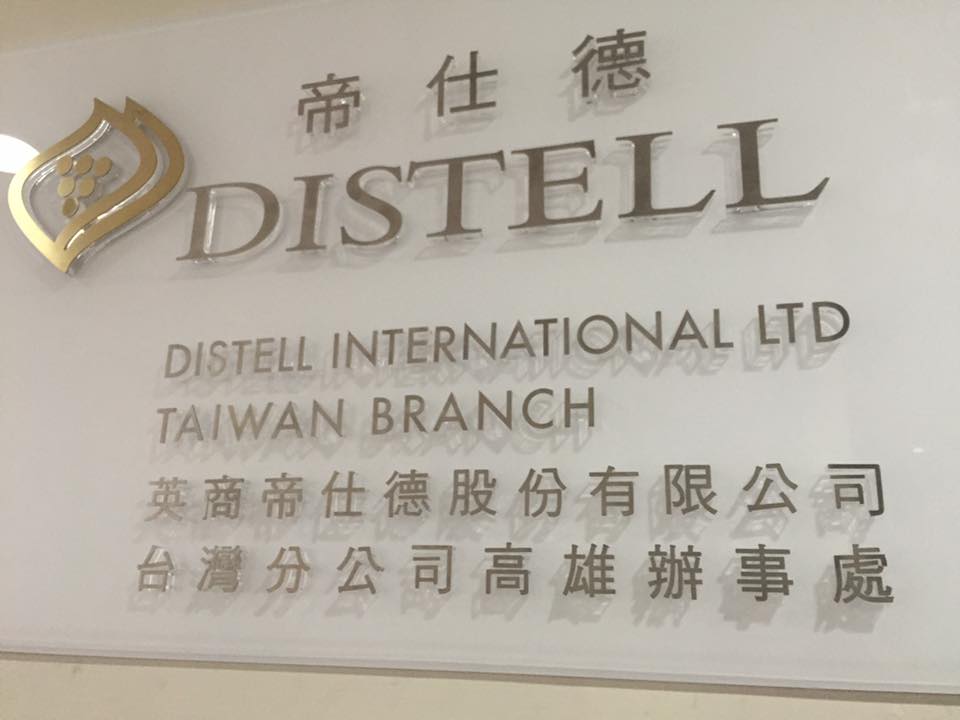 帝仕德
DISTELL
DISTELL INTERNATIONAL LTD
TAIWAN BRANCH
英商帝仕德股份有限公司
台灣分公司高雄辦事處